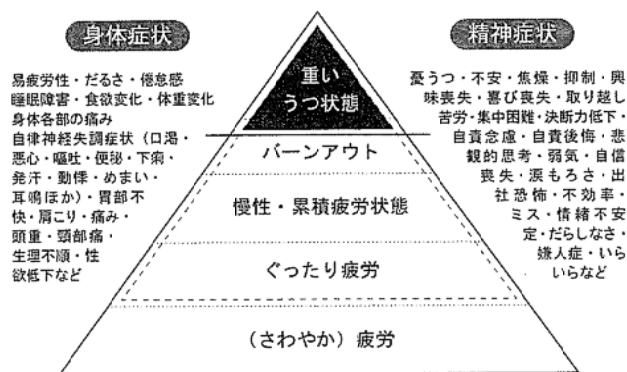 身体症状
易疲労性・だるさ・倦怠感
睡眠障害・食欲変化・体重変化
身体各部の痛み
自律神経失調症状（口渇・
悪心・嘔吐・便秘・下痢・
発汗・動悸・めまい・
耳鳴ほか）・胃部不
快・肩こり・痛み・
頭重・頸部痛・
生理不順・性
欲低下など
重い
うつ状態
バーンアウト
慢性・累積疲労状態
ぐったり疲労
（さわやか）疲労
精神症状
憂うつ・不安・焦燥・抑制・興
味喪失・喜び喪失・取り越し
苦労・集中困難・決断力低下・
自責念慮・自責後悔・悲
観的思考・弱気・自信
喪失・涙もろさ・出
社恐怖・不効率・
ミス・情緒不安
定・だらしなさ・
嫌人症・いら
いらなど